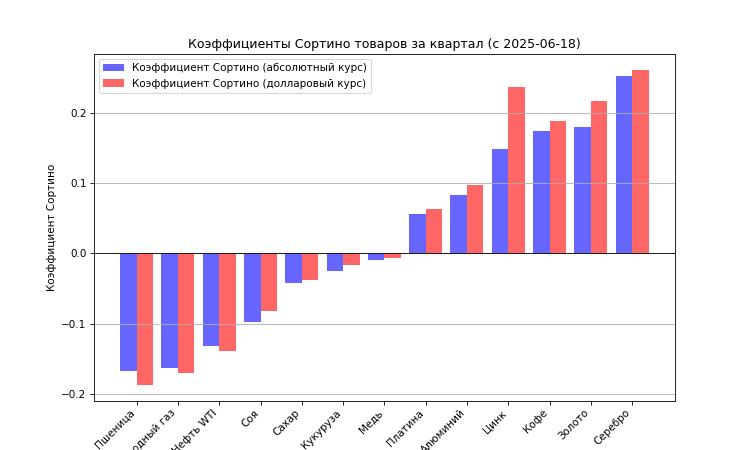 Коэффициенты Сортино товаров за квартал (с 2025-06-18)
Коэффициент Сортино (абсолютный курс)
Коэффициент Сортино (долларовый курс)
Коэффициент Сортино
0.2
0.1
0.0
−0.1
−0.2
Пшеница
одный газ
Нефть WTI
Соя
Сахар
Кукуруза
Медь
Платина
Алюминий
Цинк
Кофе
Золото
Серебро